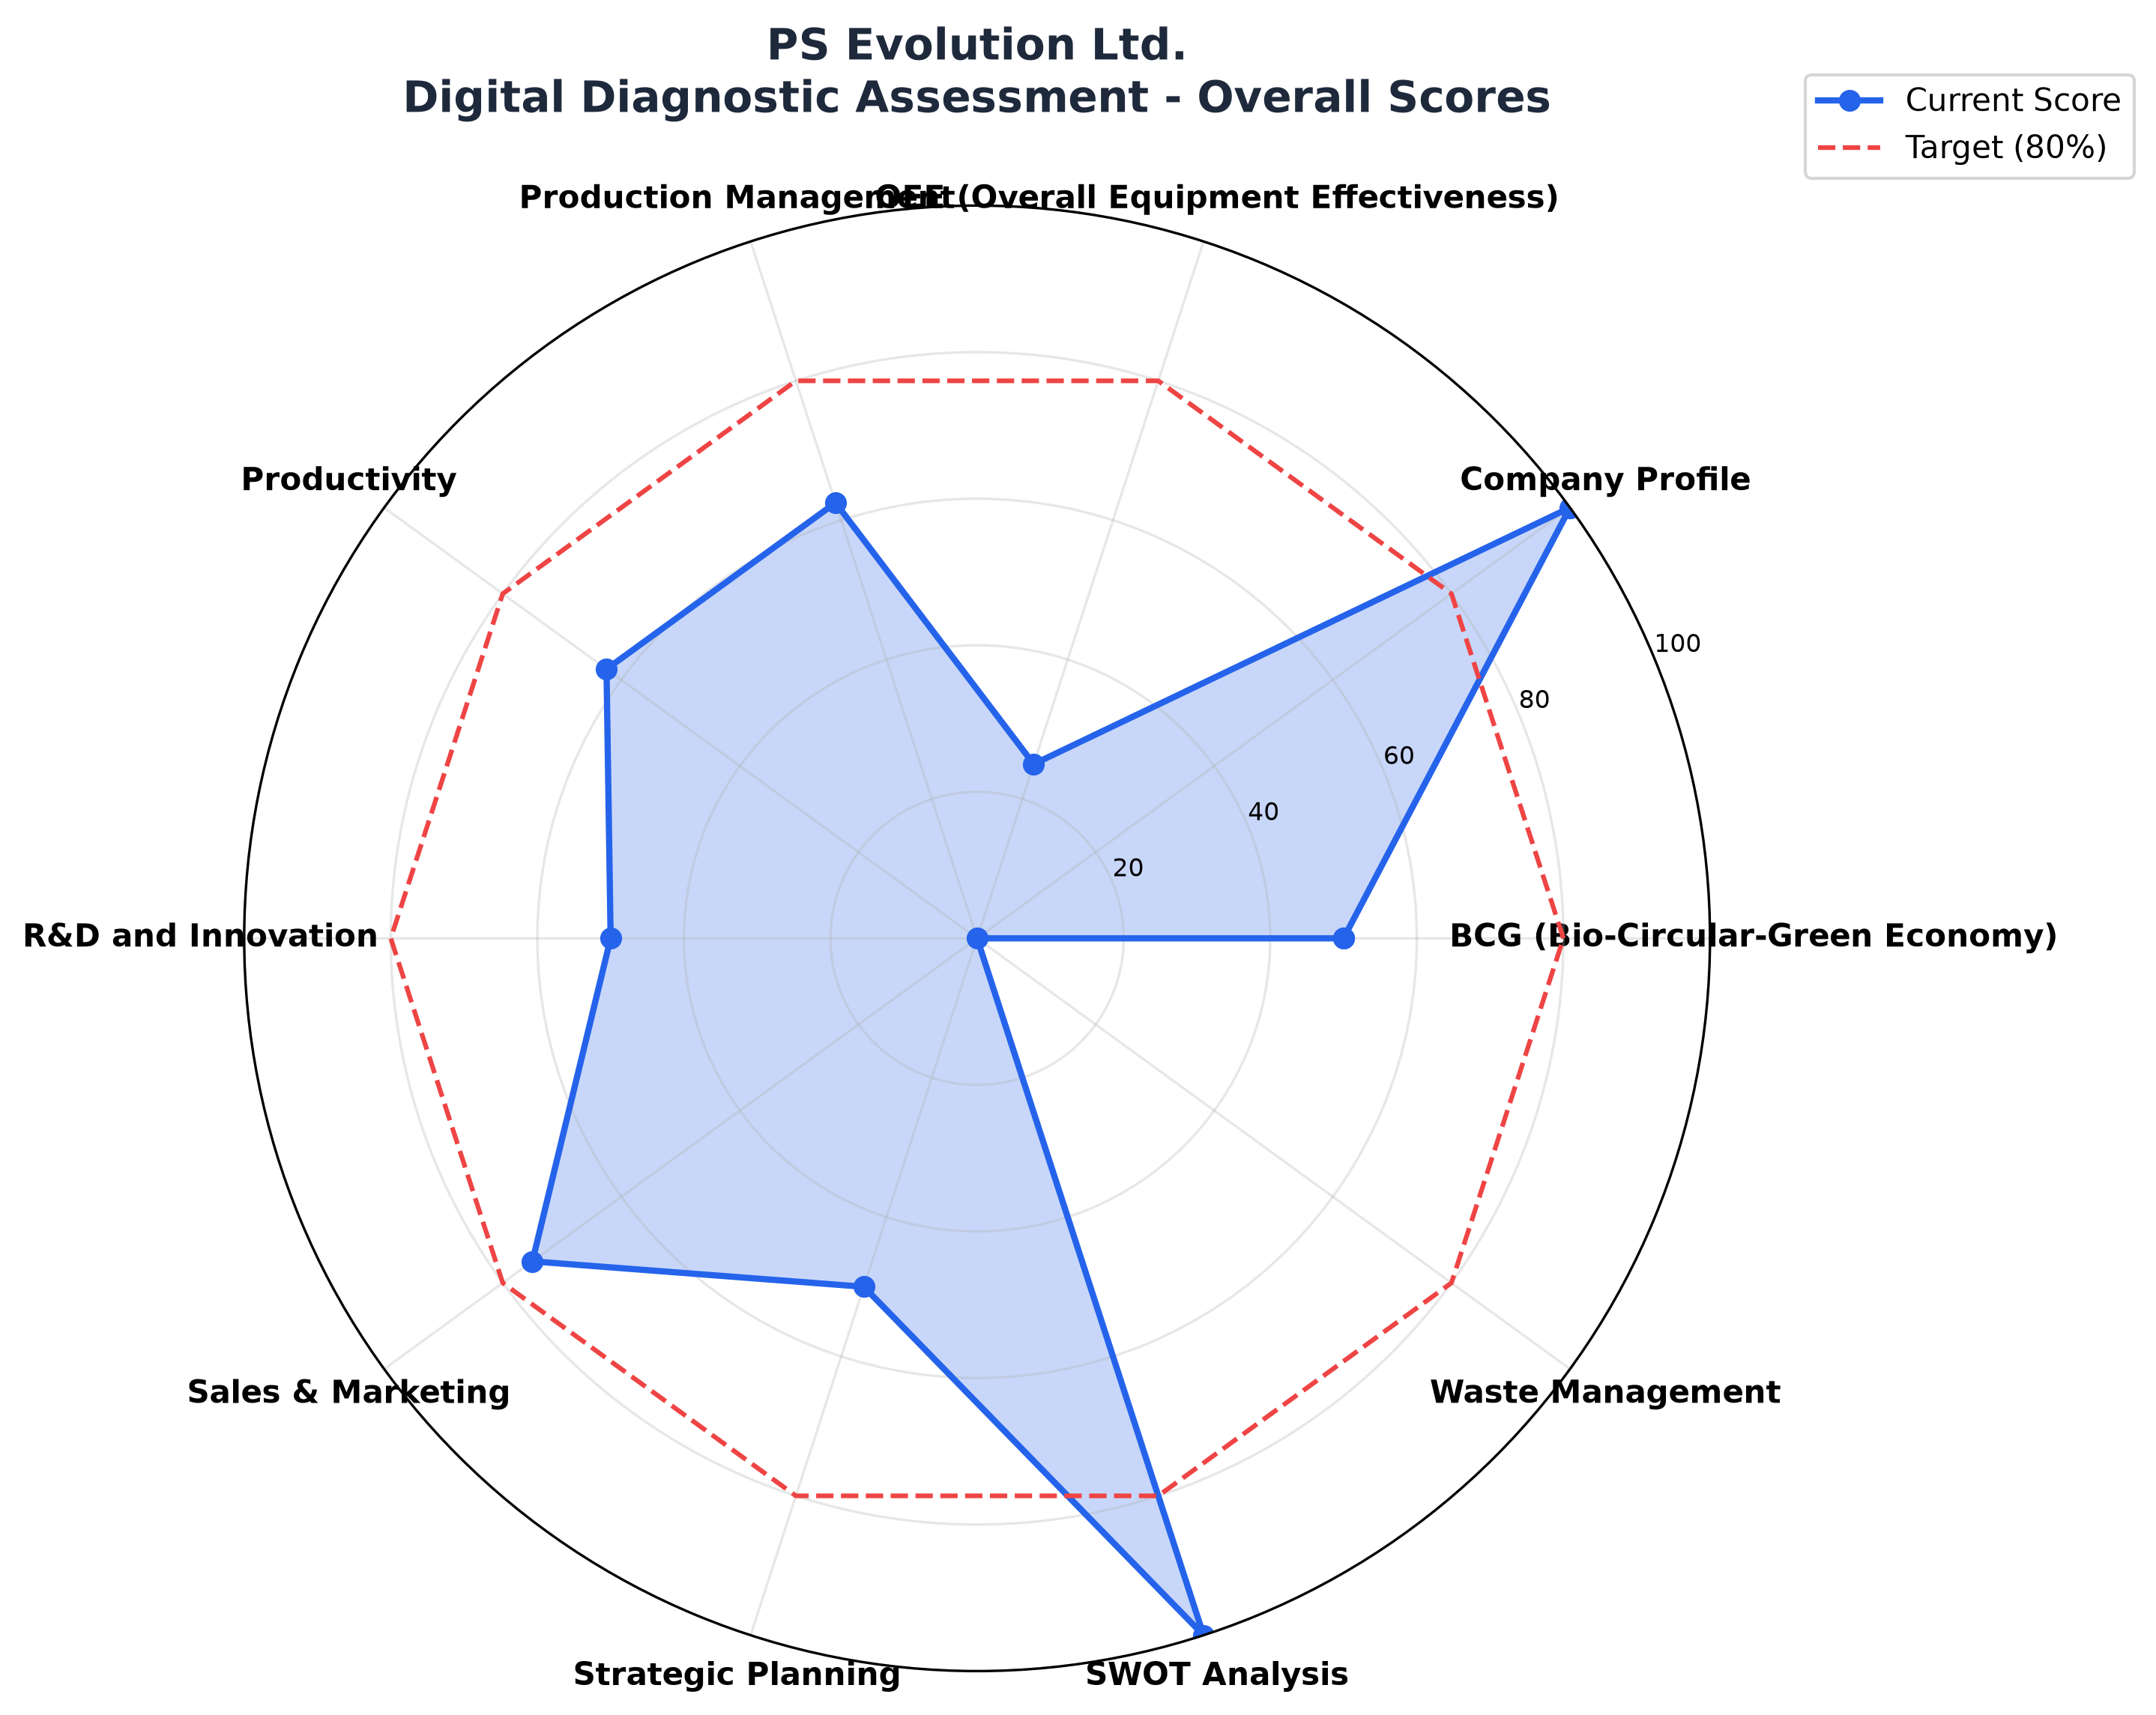 PS Evolution Ltd.
Digital Diagnostic Assessment - Overall Scores
Current Score
Target (80%)
Production Management
OEE (Overall Equipment Effectiveness)
Productivity
Company Profile
100
80
60
40
20
R&D and Innovation
BCG (Bio-Circular-Green Economy)
Sales & Marketing
Waste Management
Strategic Planning
SWOT Analysis